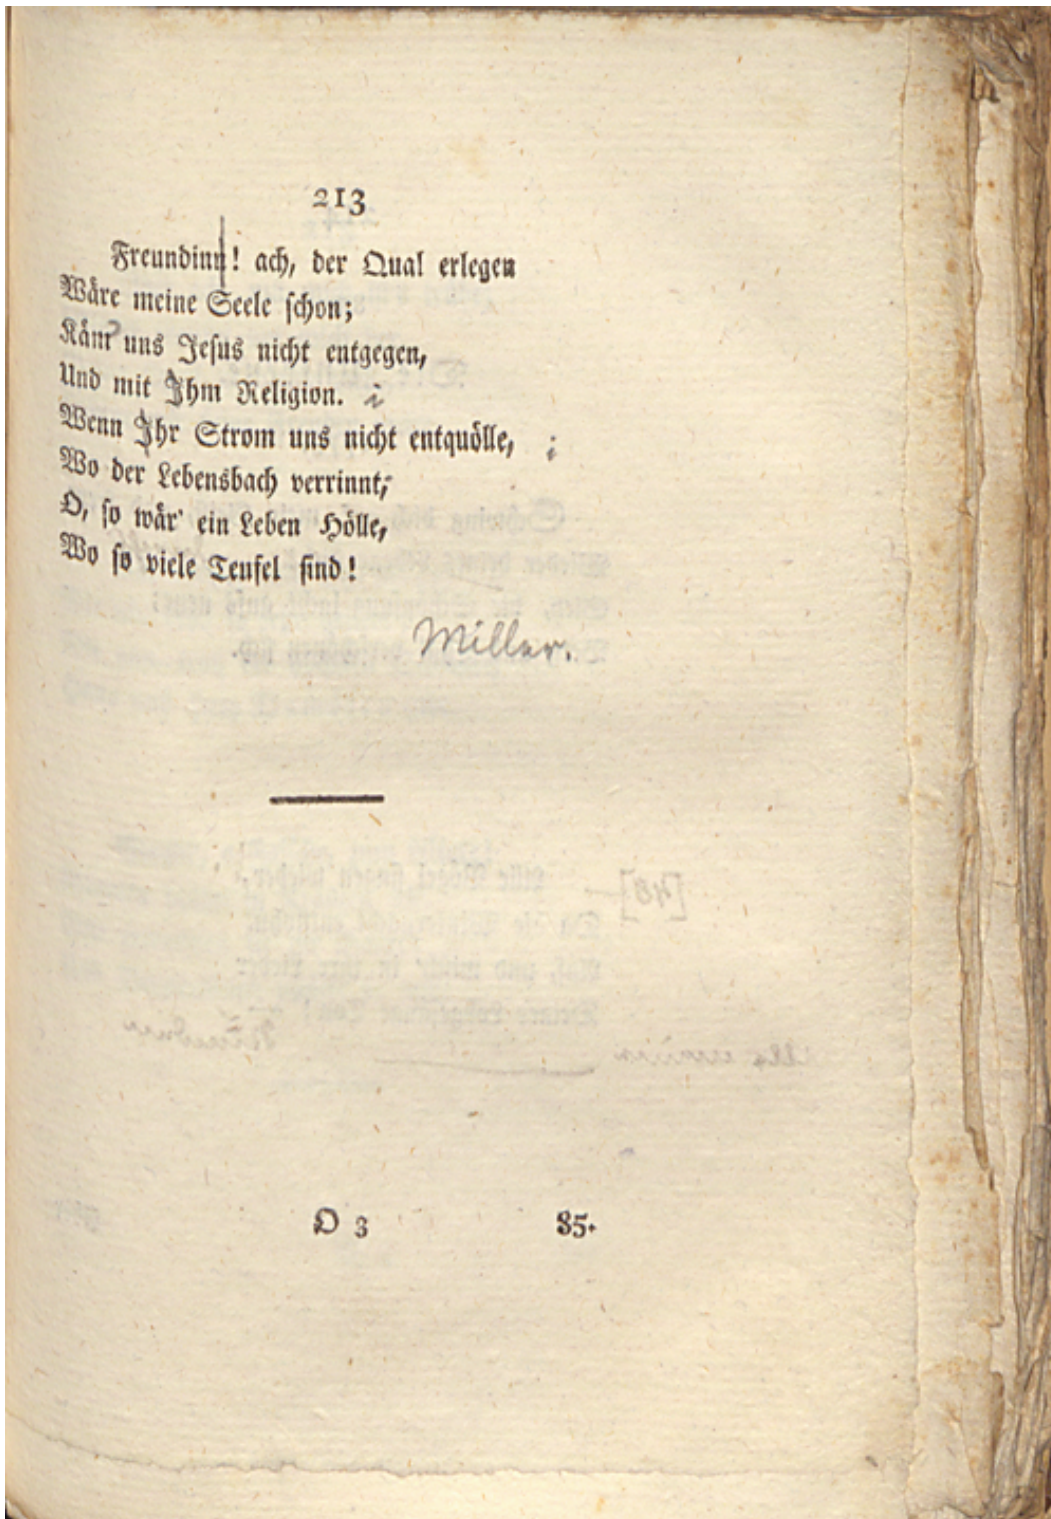 213
Freundinn! ach, der Qual erlegen
Wäre meine Seele schon;
Käm' uns Jesus nicht entgegen,
Und mit Ihm Religion. i
Wenn Ihr Strom uns nicht entquölle, i
Wo der Lebensbach verrinnt;
O, so wär' ein Leben Hölle,
Wo so viele Teufel sind!
Miller.
O 3 85.